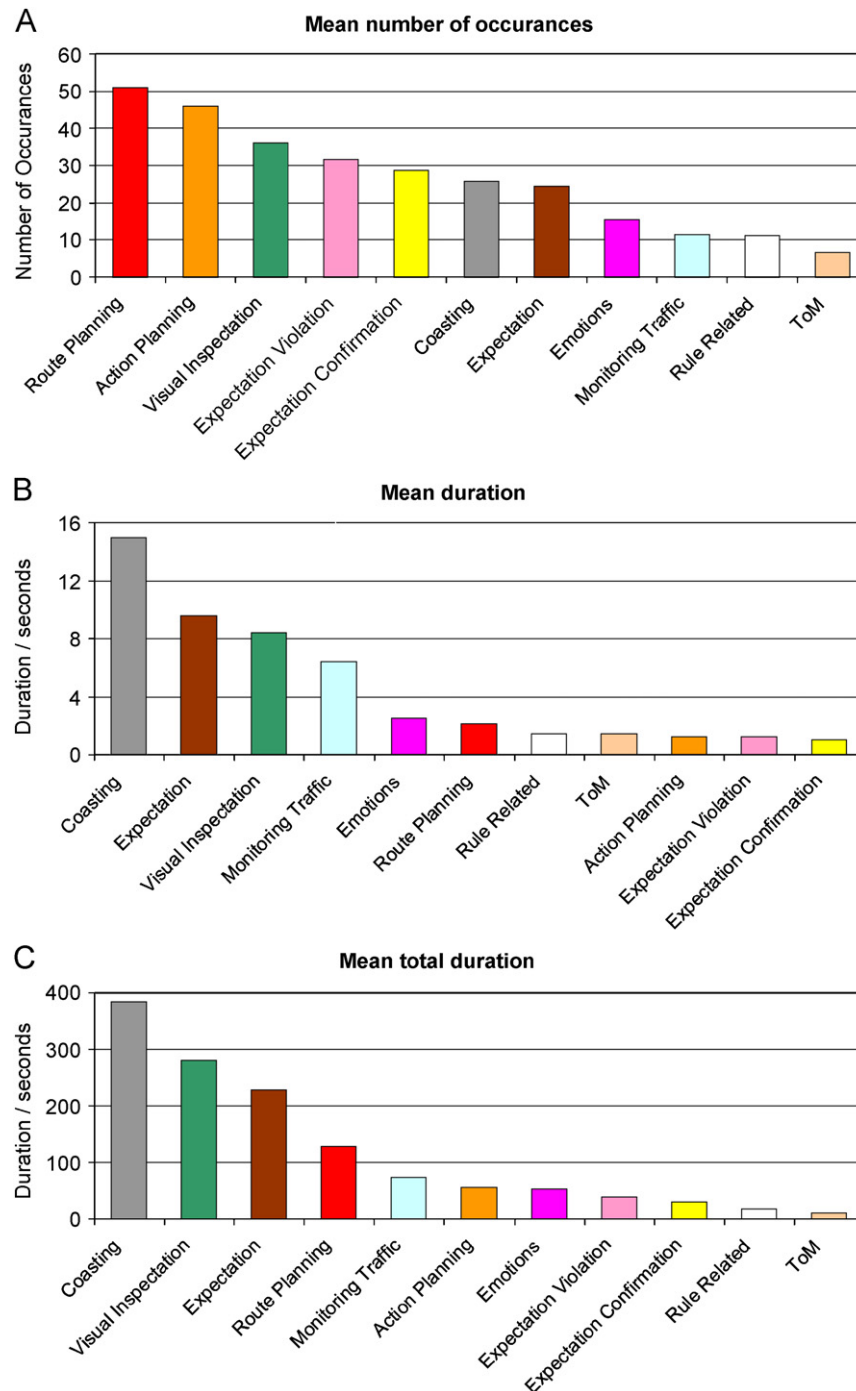 A
Mean number of occurances
Number of Occurances
60
50
40
30
20
10
0
Route Planning
Action Planning
Visual Inspectation
Expectation Violation
Expectation Confirmation
Coasting
Expectation
Emotions
Monitoring Traffic
Rule Related
ToM
B
Mean duration
Duration / seconds
16
12
8
4
0
Coasting
Expectation
Visual Inspectation
Monitoring Traffic
Emotions
Route Planning
Rule Related
ToM
Action Planning
Expectation Violation
Expectation Confirmation
C
Mean total duration
Duration / seconds
400
300
200
100
0
Coasting
Visual Inspectation
Expectation
Route Planning
Monitoring Traffic
Action Planning
Emotions
Expectation Violation
Expectation Confirmation
Rule Related
ToM